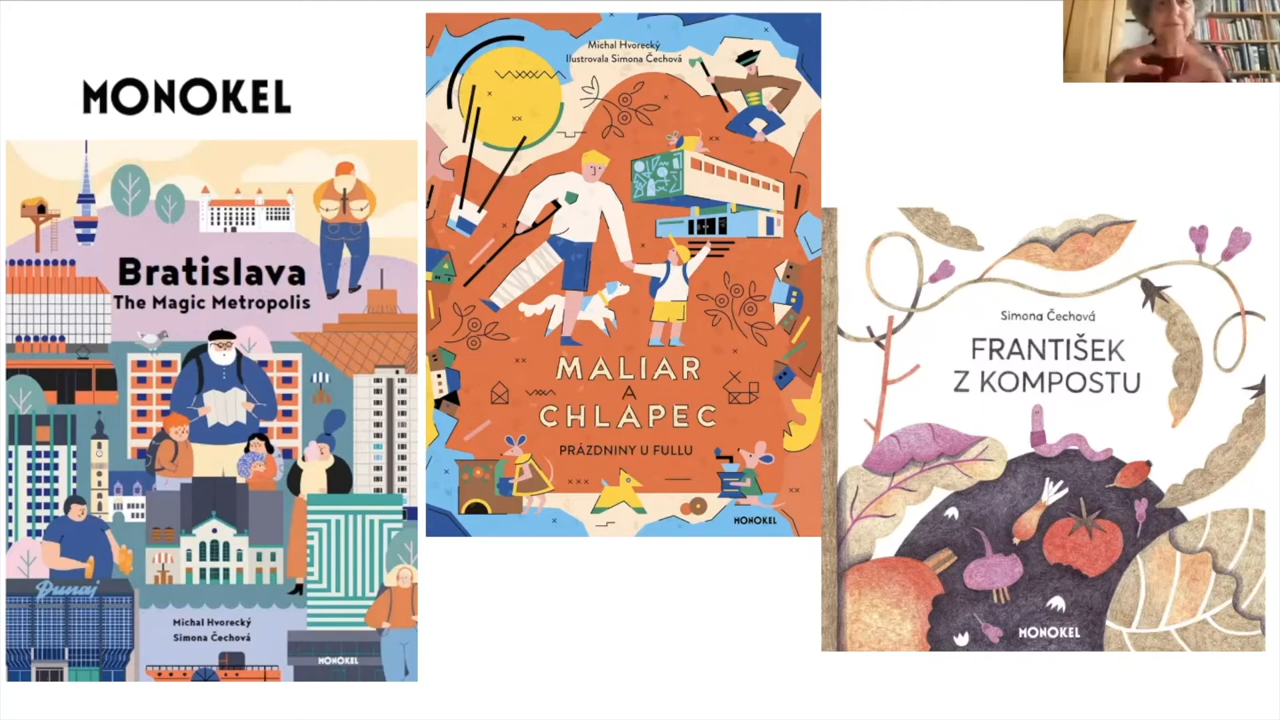 MONOKEL
Bratislava
The Magic Metropolis
Dunaj
Michal Hvorecký
Simona Čechová
MONOKEL
Michal Hvorecký
Ilustrovala Simona Čechová
MALIAR
A
CHLAPEC
PRÁZDNINY U FULLU
MONOKEL
Simona Čechová
FRANTIŠEK
Z KOMPOSTU
MONOKEL